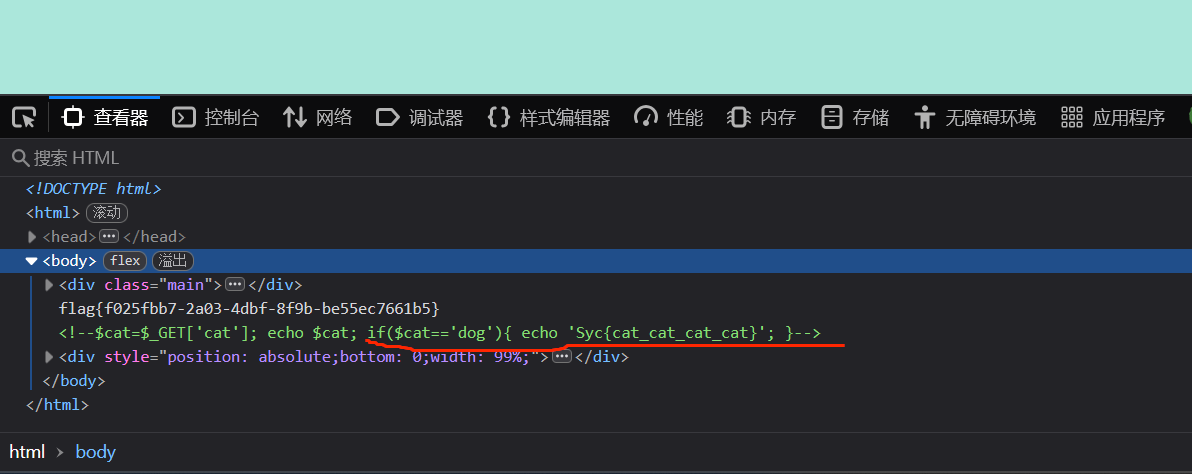 查看器 控制台 网络 调试器 {} 样式编辑器 性能 内存 存储 无障碍环境 应用程序
搜索 HTML
<!DOCTYPE html>
<html> 滚动
<head> ••• </head>
<body> flex 溢出
<div class="main"> ••• </div>
flag{f025fbb7-2a03-4dbf-8f9b-be55ec7661b5}
<!--$cat=$_GET['cat']; echo $cat; if($cat=='dog'){ echo 'Syc{cat_cat_cat_cat}'; }-->
<div style="position: absolute;bottom: 0;width: 99%;"> ••• </div>
</body>
</html>
html > body